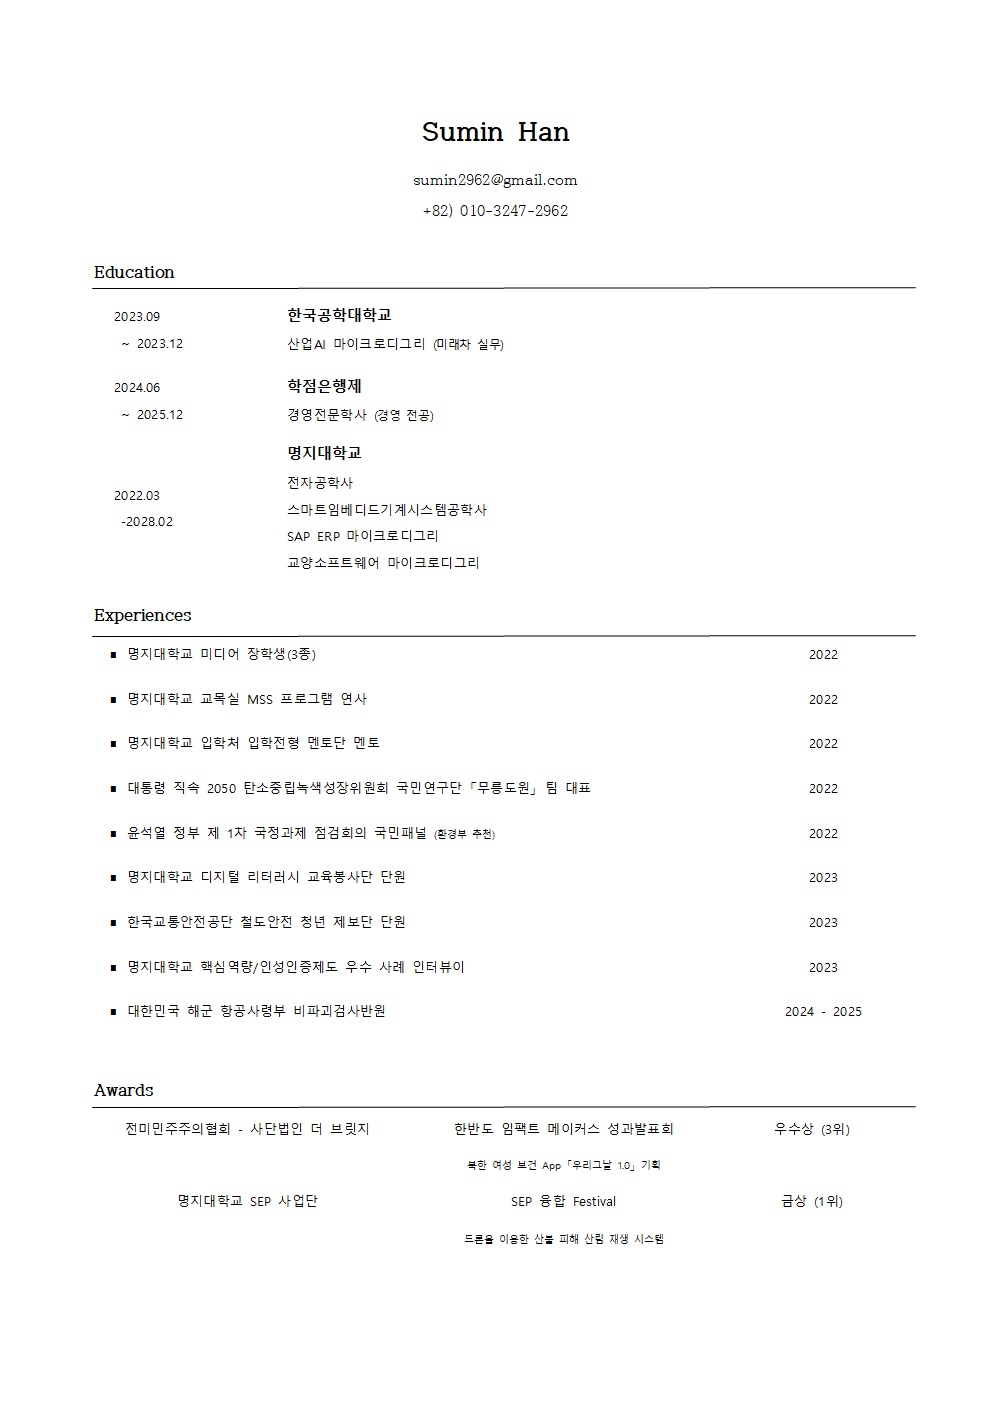 Sumin Han
sumin2962@gmail.com
+82) 010-3247-2962
Education
2023.09
~ 2023.12
한국공학대학교
산업AI 마이크로디그리 (미래차 실무)
2024.06
~ 2025.12
학점은행제
경영전문학사 (경영 전공)
2022.03
-2028.02
명지대학교
전자공학사
스마트임베디드기계시스템공학사
SAP ERP 마이크로디그리
교양소프트웨어 마이크로디그리
Experiences
▪ 명지대학교 미디어 장학생(3종) 2022
▪ 명지대학교 교목실 MSS 프로그램 연사 2022
▪ 명지대학교 입학처 입학전형 멘토단 멘토 2022
▪ 대통령 직속 2050 탄소중립녹색성장위원회 국민연구단「무릉도원」팀 대표 2022
▪ 윤석열 정부 제 1차 국정과제 점검회의 국민패널 (환경부 추천) 2022
▪ 명지대학교 디지털 리터러시 교육봉사단 단원 2023
▪ 한국교통안전공단 철도안전 청년 제보단 단원 2023
▪ 명지대학교 핵심역량/인성인증제도 우수 사례 인터뷰이 2023
▪ 대한민국 해군 항공사령부 비파괴검사반원 2024 - 2025
Awards
전미민주주의협회 - 사단법인 더 브릿지 한반도 임팩트 메이커스 성과발표회 우수상 (3위)
북한 여성 보건 App「우리그날 1.0」기획
명지대학교 SEP 사업단 SEP 융합 Festival 금상 (1위)
드론을 이용한 산불 피해 산림 재생 시스템